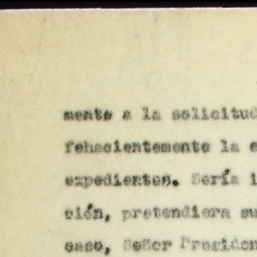 mente a la solicitud
fehacientemente la e
expedientes. Sería i
ción, pretendiera su
caso, Señor Presiden